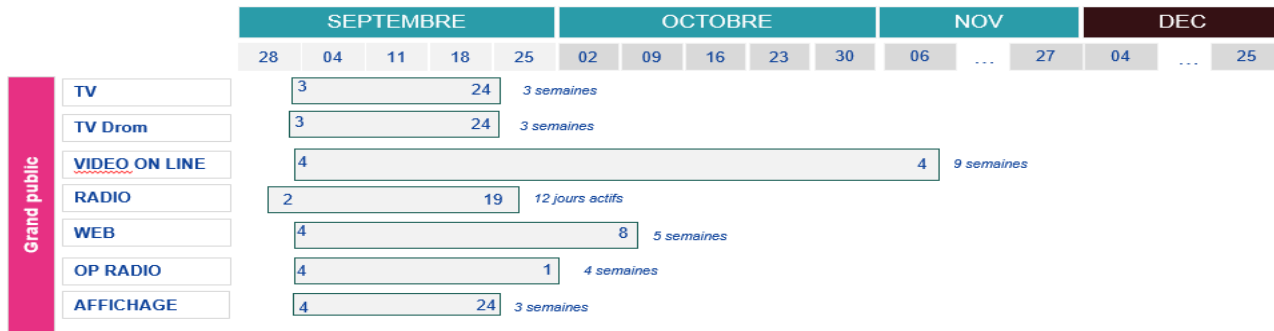 SEPTEMBRE OCTOBRE NOV DEC
28 04 11 18 25 02 09 16 23 30 06 ... 27 04 ... 25
Grand public
TV 3 24 3 semaines
TV Drom 3 24 3 semaines
VIDEO ON LINE 4 4 9 semaines
RADIO 2 19 12 jours actifs
WEB 4 8 5 semaines
OP RADIO 4 1 4 semaines
AFFICHAGE 4 24 3 semaines